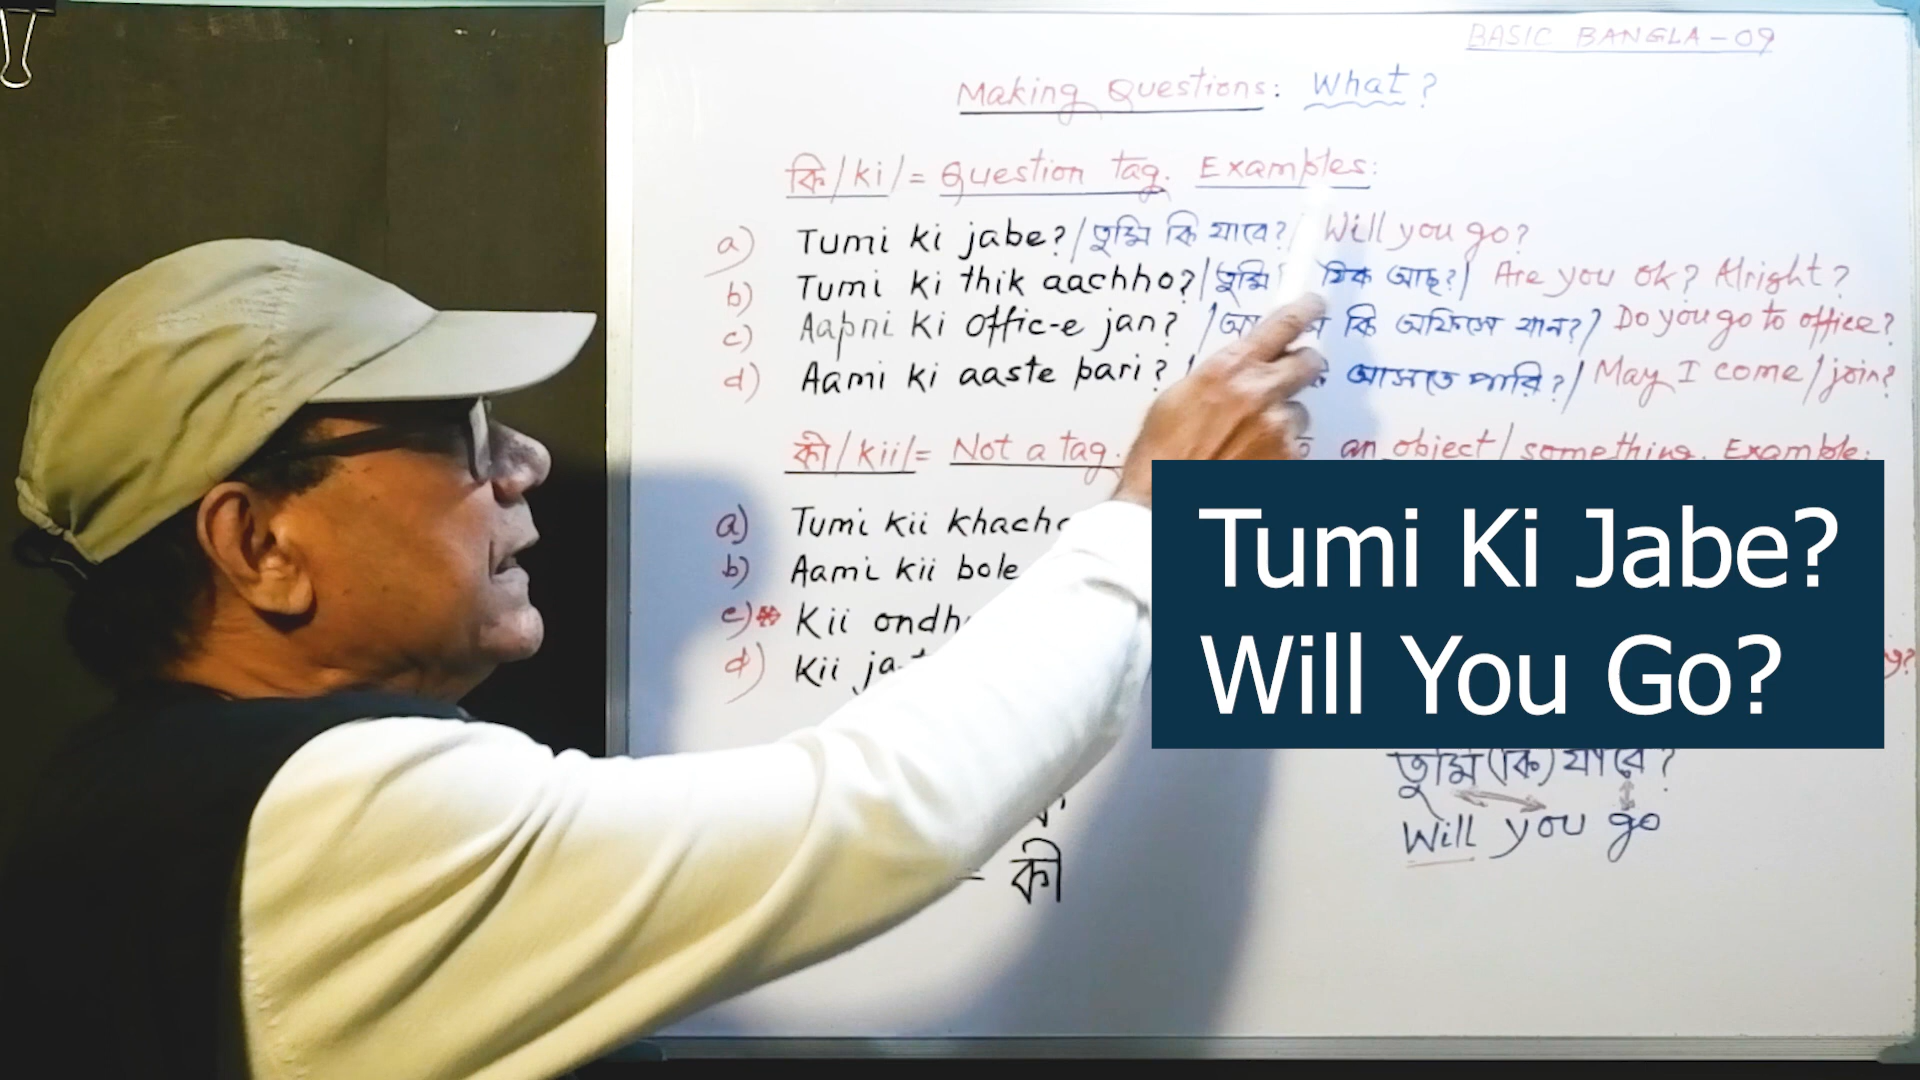 BASIC BANGLA - 09
Making Questions: What?
কি /ki/ = Question tag. Examples:
a) Tumi ki jabe? / তুমি কি যাবে? / Will you go?
b) Tumi ki thik aachho? / তুমি ঠিক আছ? / Are you ok? Alright?
c) Aapni ki offic-e jan? / কি অফিসে যান? / Do you go to office?
d) Aami ki aaste pari? / আসতে পারি? / May I come / join?
কী /kii/ = Not a tag. an object / something. Example:
a) Tumi kii
b) Aami kii bole
c) Kii
d) Kii
Tumi Ki Jabe?
Will You Go?
তুমি (কি) যাবে?
Will you go
= কী